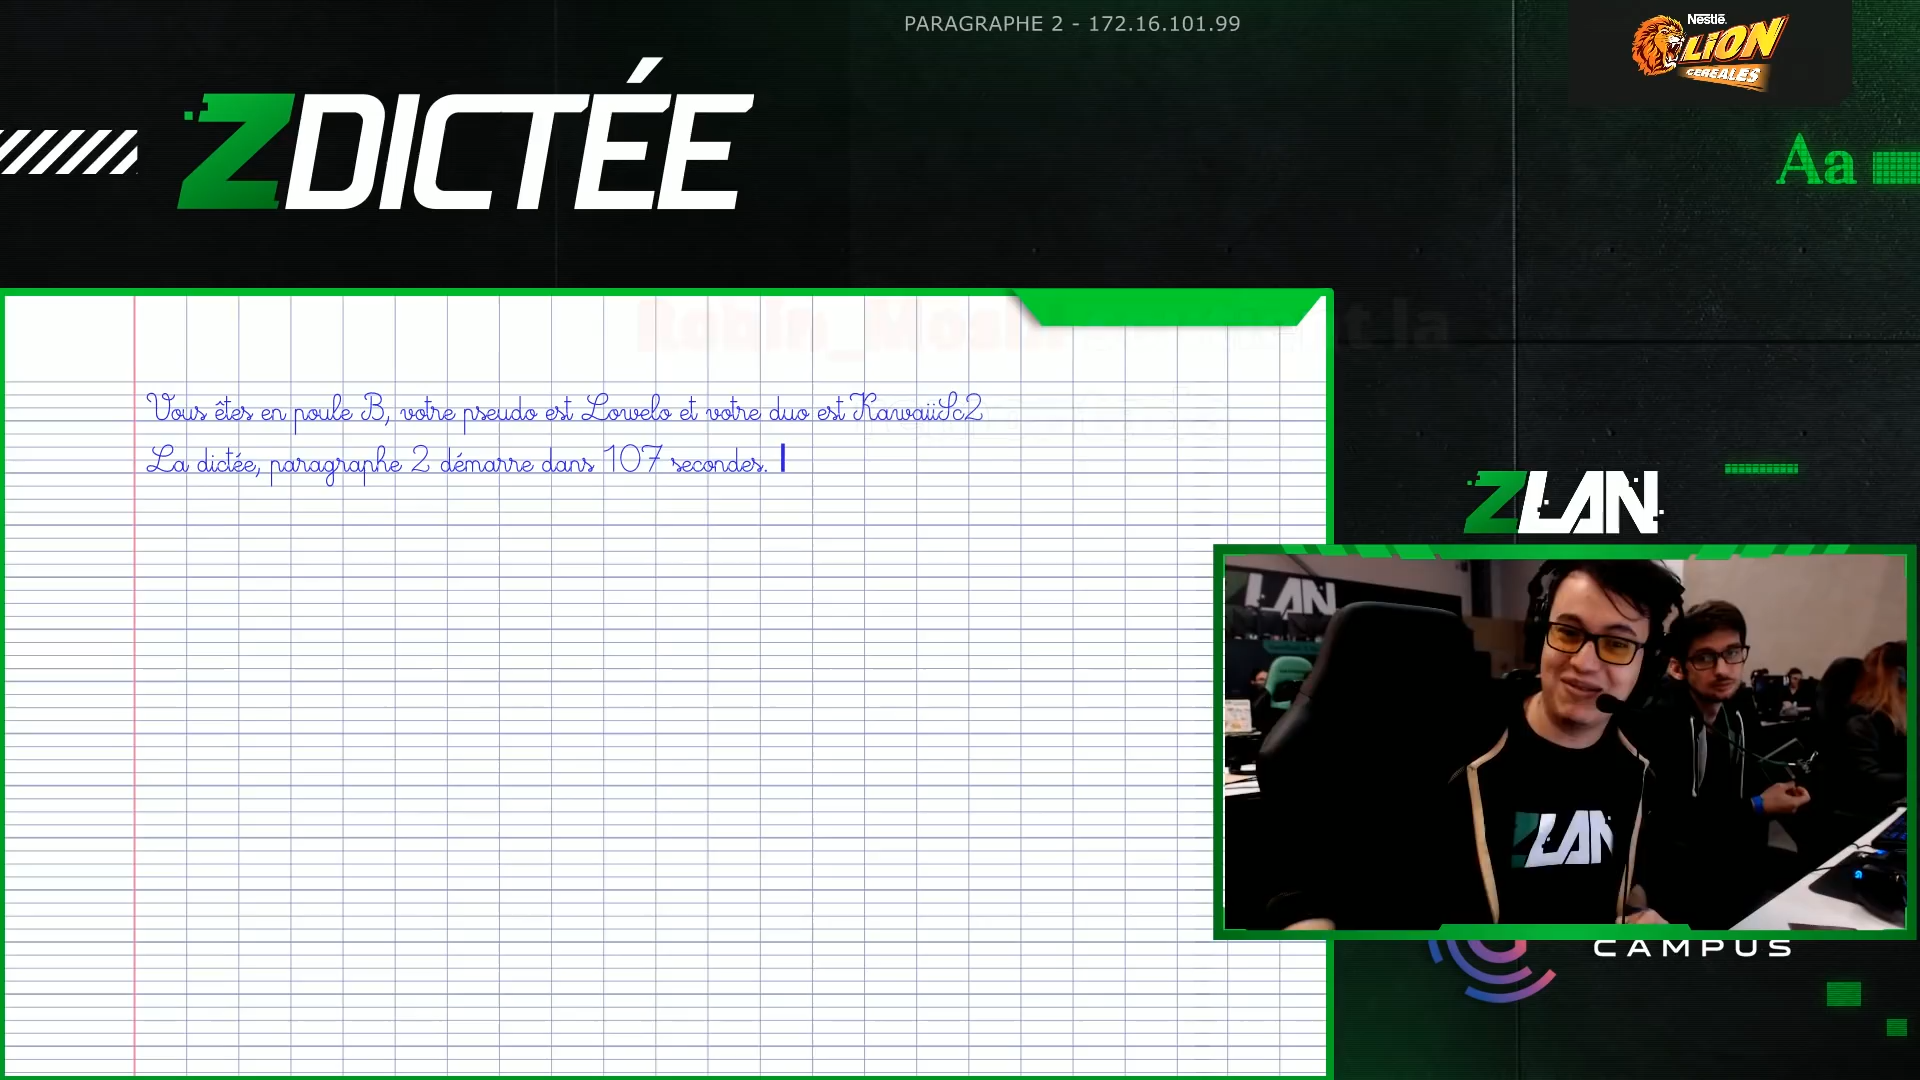 PARAGRAPHE 2 - 172.16.101.99
Nestlé.
LION
CEREALES
ZDICTÉE
Aa
Vous êtes en poule B, votre pseudo est Lowelo et votre duo est KawaiiSc2
La dictée, paragraphe 2 démarre dans 107 secondes.
ZLAN
LAN
ZLAN
CAMPUS